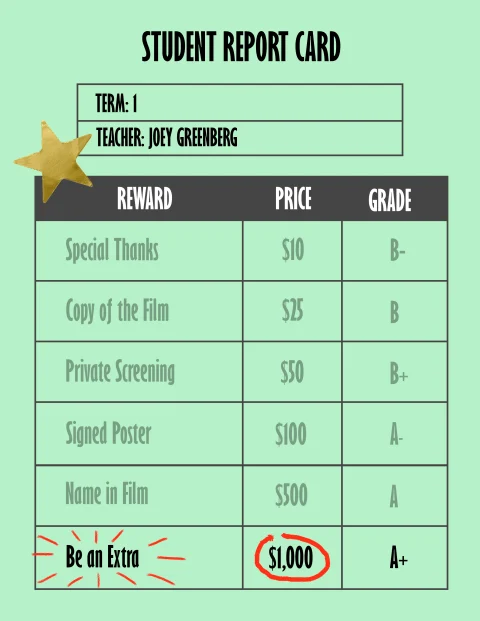 STUDENT REPORT CARD
TERM: 1
TEACHER: JOEY GREENBERG
REWARD PRICE GRADE
Special Thanks $10 B-
Copy of the Film $25 B
Private Screening $50 B+
Signed Poster $100 A-
Name in Film $500 A
Be an Extra $1,000 A+